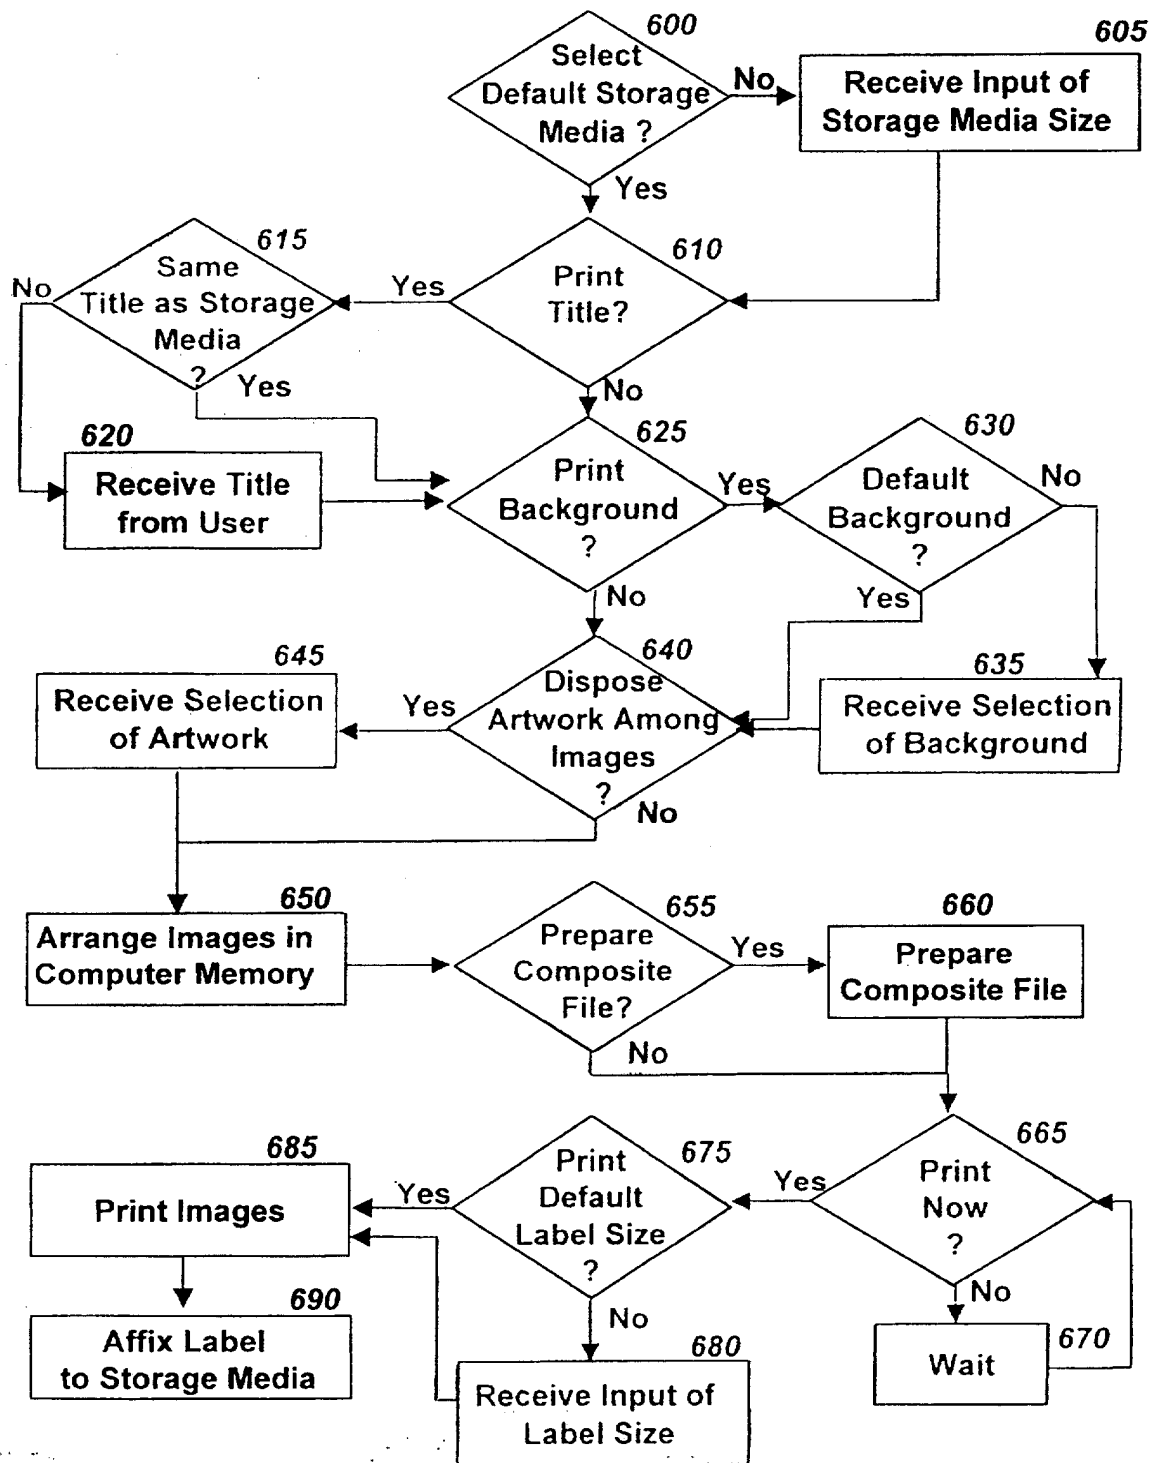 600
Select
Default Storage
Media ?
No
605
Receive Input of
Storage Media Size
Yes
610
Print
Title?
Yes
615
Same
Title as Storage
Media
?
No
Yes
620
Receive Title
from User
No
625
Print
Background
?
Yes
630
Default
Background
?
No
Yes
635
Receive Selection
of Background
No
640
Dispose
Artwork Among
Images
?
Yes
645
Receive Selection
of Artwork
No
650
Arrange Images in
Computer Memory
655
Prepare
Composite
File?
Yes
660
Prepare
Composite File
No
665
Print
Now
?
No
670
Wait
Yes
675
Print
Default
Label Size
?
Yes
No
680
Receive Input of
Label Size
685
Print Images
690
Affix Label
to Storage Media